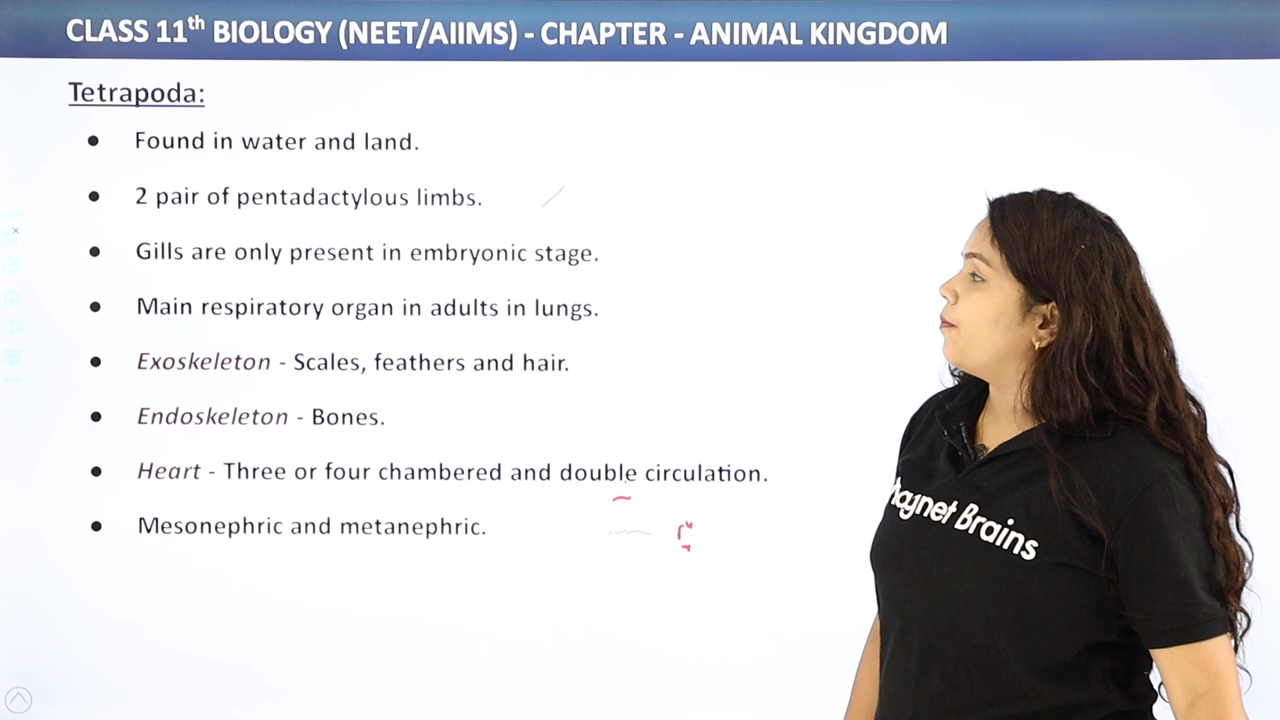 CLASS 11th BIOLOGY (NEET/AIIMS) - CHAPTER - ANIMAL KINGDOM
Tetrapoda:
● Found in water and land.
● 2 pair of pentadactylous limbs.
● Gills are only present in embryonic stage.
● Main respiratory organ in adults in lungs.
● Exoskeleton - Scales, feathers and hair.
● Endoskeleton - Bones.
● Heart - Three or four chambered and double circulation.
● Mesonephric and metanephric.
Magnet Brains